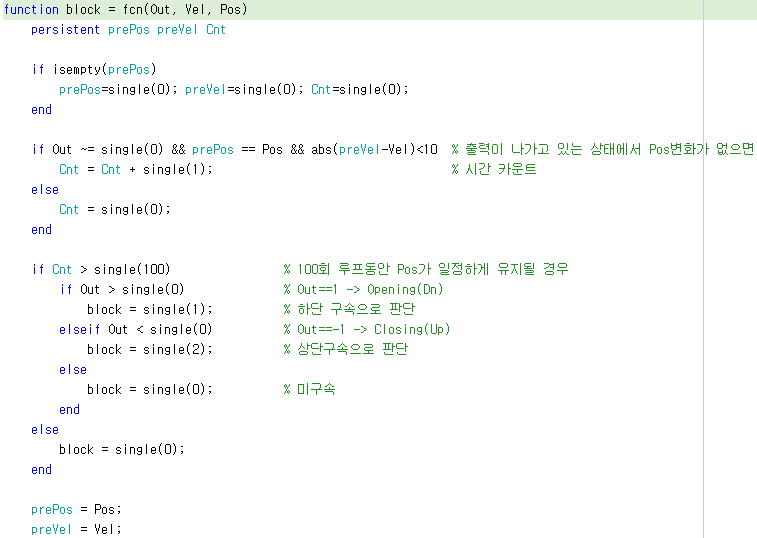 function block = fcn(Out, Vel, Pos)
persistent prePos preVel Cnt
if isempty(prePos)
prePos=single(0); preVel=single(0); Cnt=single(0);
end
if Out ~= single(0) && prePos == Pos && abs(preVel-Vel)<10 % 출력이 나가고 있는 상태에서 Pos변화가 없으면
Cnt = Cnt + single(1); % 시간 카운트
else
Cnt = single(0);
end
if Cnt > single(100) % 100회 루프동안 Pos가 일정하게 유지될 경우
if Out > single(0) % Out==1 -> Opening(Dn)
block = single(1); % 하단 구속으로 판단
elseif Out < single(0) % Out==-1 -> Closing(Up)
block = single(2); % 상단구속으로 판단
else
block = single(0); % 미구속
end
else
block = single(0);
end
prePos = Pos;
preVel = Vel;